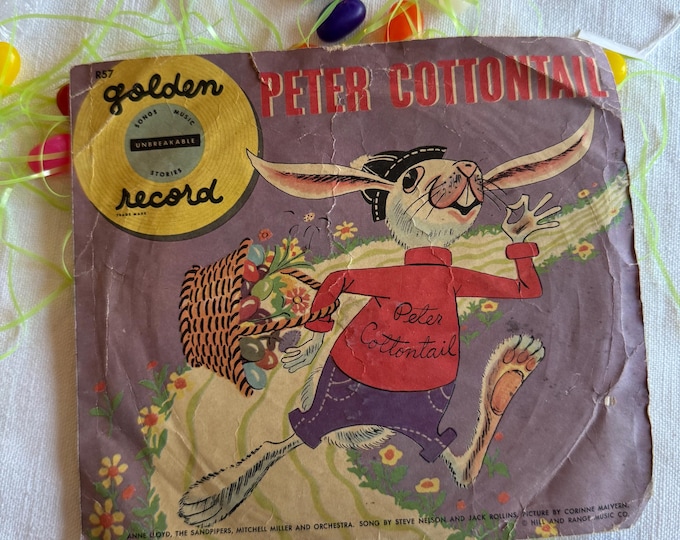 R57
golden
SONGS MUSIC
UNBREAKABLE
STORIES
record
TRADE MARK
PETER COTTONTAIL
Peter
Cottontail
ANNE LLOYD, THE SANDPIPERS, MITCHELL MILLER AND ORCHESTRA. SONG BY STEVE NELSON AND JACK ROLLINS. PICTURE BY CORINNE MALVERN.
© HILL AND RANGE MUSIC CO.